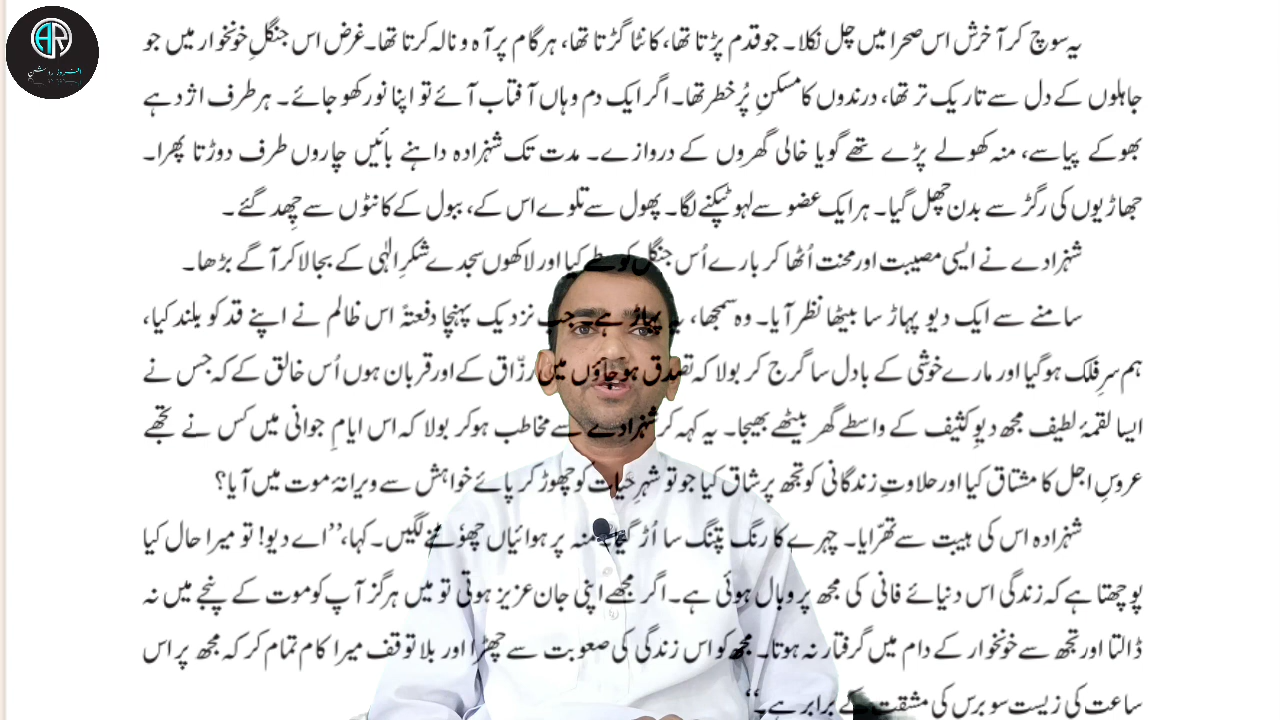 AR
افروز روشنی
یہ سوچ کر آخرش اس صحرا میں چل نکلا۔ جو قدم پڑتا تھا، کانٹا گڑتا تھا، ہر گام پر آہ و نالہ کرتا تھا۔ غرض اس جنگلِ خونخوار میں جو
جاہلوں کے دل سے تاریک تر تھا، درندوں کا مسکنِ پُر خطر تھا۔ اگر ایک دم وہاں آفتاب آئے تو اپنا نور کھو جائے۔ ہر طرف اژدہے
بھوکے پیاسے، منہ کھولے پڑے تھے گویا خالی گھروں کے دروازے۔ مدت تک شہزادہ داہنے بائیں چاروں طرف دوڑتا پھرا۔
جھاڑیوں کی رگڑ سے بدن چھل گیا۔ ہر ایک عضو سے لہو ٹپکنے لگا۔ پھول سے تلوے اس کے، ببول کے کانٹوں سے چھد گئے۔
شہزادے نے ایسی مصیبت اور محنت اُٹھا کر بارے اُس جنگل کو طے کیا اور لاکھوں سجدے شکرِ الٰہی کے بجا لا کر آگے بڑھا۔
سامنے سے ایک دیو پہاڑ سا بیٹھا نظر آیا۔ وہ سمجھا، یہ پہاڑ ہے۔ جب نزدیک پہنچا دفعتہً اس ظالم نے اپنے قد کو بلند کیا،
ہم سرِ فلک ہو گیا اور مارے خوشی کے بادل سا گرج کر بولا کہ تصدق ہو جاؤں میں رزّاق کے اور قربان ہوں اُس خالق کے کہ جس نے
ایسا لقمۂ لطیف مجھ دیوِ کثیف کے واسطے گھر بیٹھے بھیجا۔ یہ کہہ کر شہزادے سے مخاطب ہو کر بولا کہ اس ایامِ جوانی میں کس نے تجھے
عروسِ اجل کا مشتاق کیا اور حلاوتِ زندگانی کو تجھ پر شاق کیا جو تو شہرِ حیات کو چھوڑ کر پائے خواہش سے ویرانۂ موت میں آیا؟
شہزادہ اس کی ہیبت سے تھرّایا۔ چہرے کا رنگ پتنگ سا اُڑ گیا۔ منہ پر ہوائیاں چھوٹنے لگیں۔ کہا، ’’اے دیو! تو میرا حال کیا
پوچھتا ہے کہ زندگی اس دنیائے فانی کی مجھ پر وبال ہوئی ہے۔ اگر مجھے اپنی جان عزیز ہوتی تو میں ہرگز آپ کو موت کے پنجے میں نہ
ڈالتا اور تجھ سے خونخوار کے دام میں گرفتار نہ ہوتا۔ مجھ کو اس زندگی کی صعوبت سے چھڑا اور بلا توقف میرا کام تمام کر کہ مجھ پر اس
ساعت کی زیست سو برس کی مشقت کے برابر ہے۔‘‘